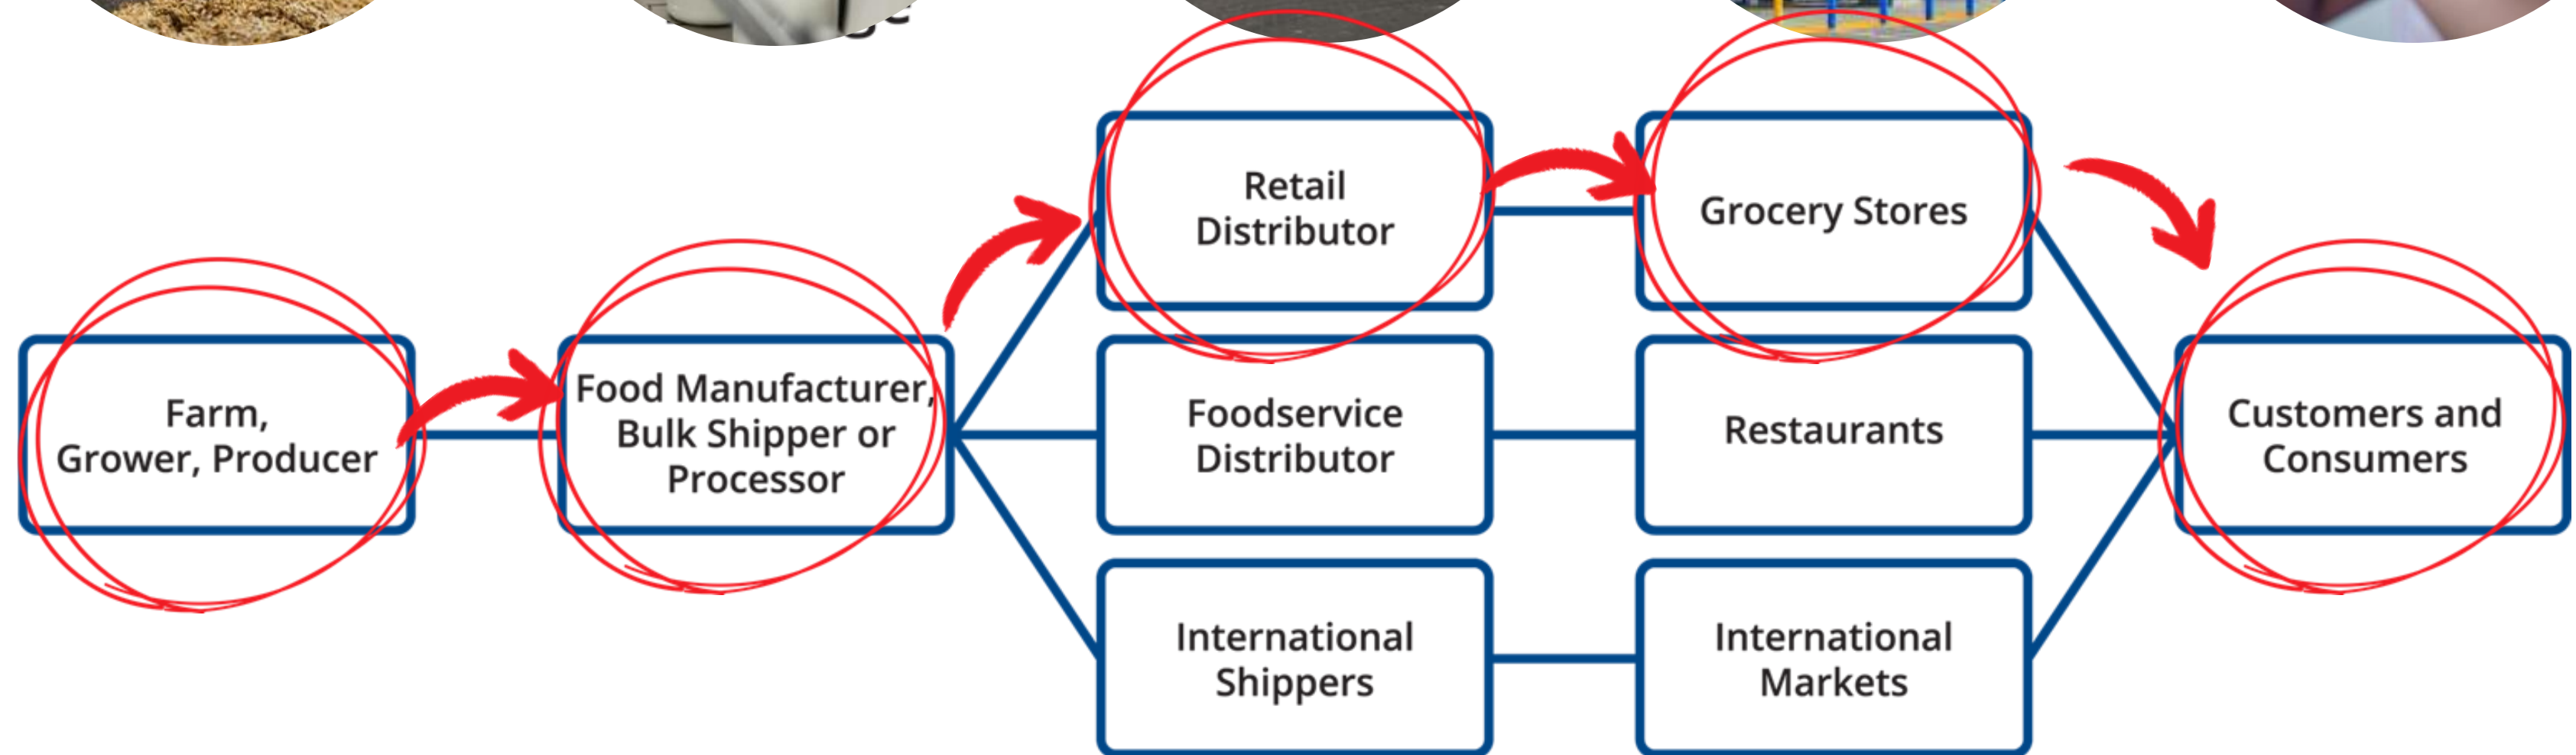 Retail
Distributor
Grocery Stores
Farm,
Grower, Producer
Food Manufacturer,
Bulk Shipper or
Processor
Foodservice
Distributor
Restaurants
Customers and
Consumers
International
Shippers
International
Markets